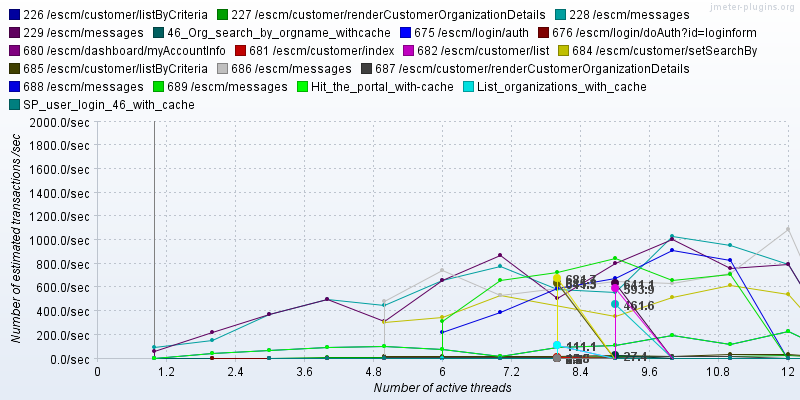 jmeter-plugins.org
226 /escm/customer/listByCriteria 227 /escm/customer/renderCustomerOrganizationDetails 228 /escm/messages
229 /escm/messages 46_Org_search_by_orgname_withcache 675 /escm/login/auth 676 /escm/login/doAuth?id=loginform
680 /escm/dashboard/myAccountInfo 681 /escm/customer/index 682 /escm/customer/list 684 /escm/customer/setSearchBy
685 /escm/customer/listByCriteria 686 /escm/messages 687 /escm/customer/renderCustomerOrganizationDetails
688 /escm/messages 689 /escm/messages Hit_the_portal_with-cache List_organizations_with_cache
SP_user_login_46_with_cache
Number of estimated transactions /sec
2000.0/sec
1800.0/sec
1600.0/sec
1400.0/sec
1200.0/sec
1000.0/sec
800.0/sec
600.0/sec
400.0/sec
200.0/sec
0.0/sec
681.7
641.1
593.9
461.6
111.1
27.1
0 1.2 2.4 3.6 4.8 6 7.2 8.4 9.6 10.8 12
Number of active threads